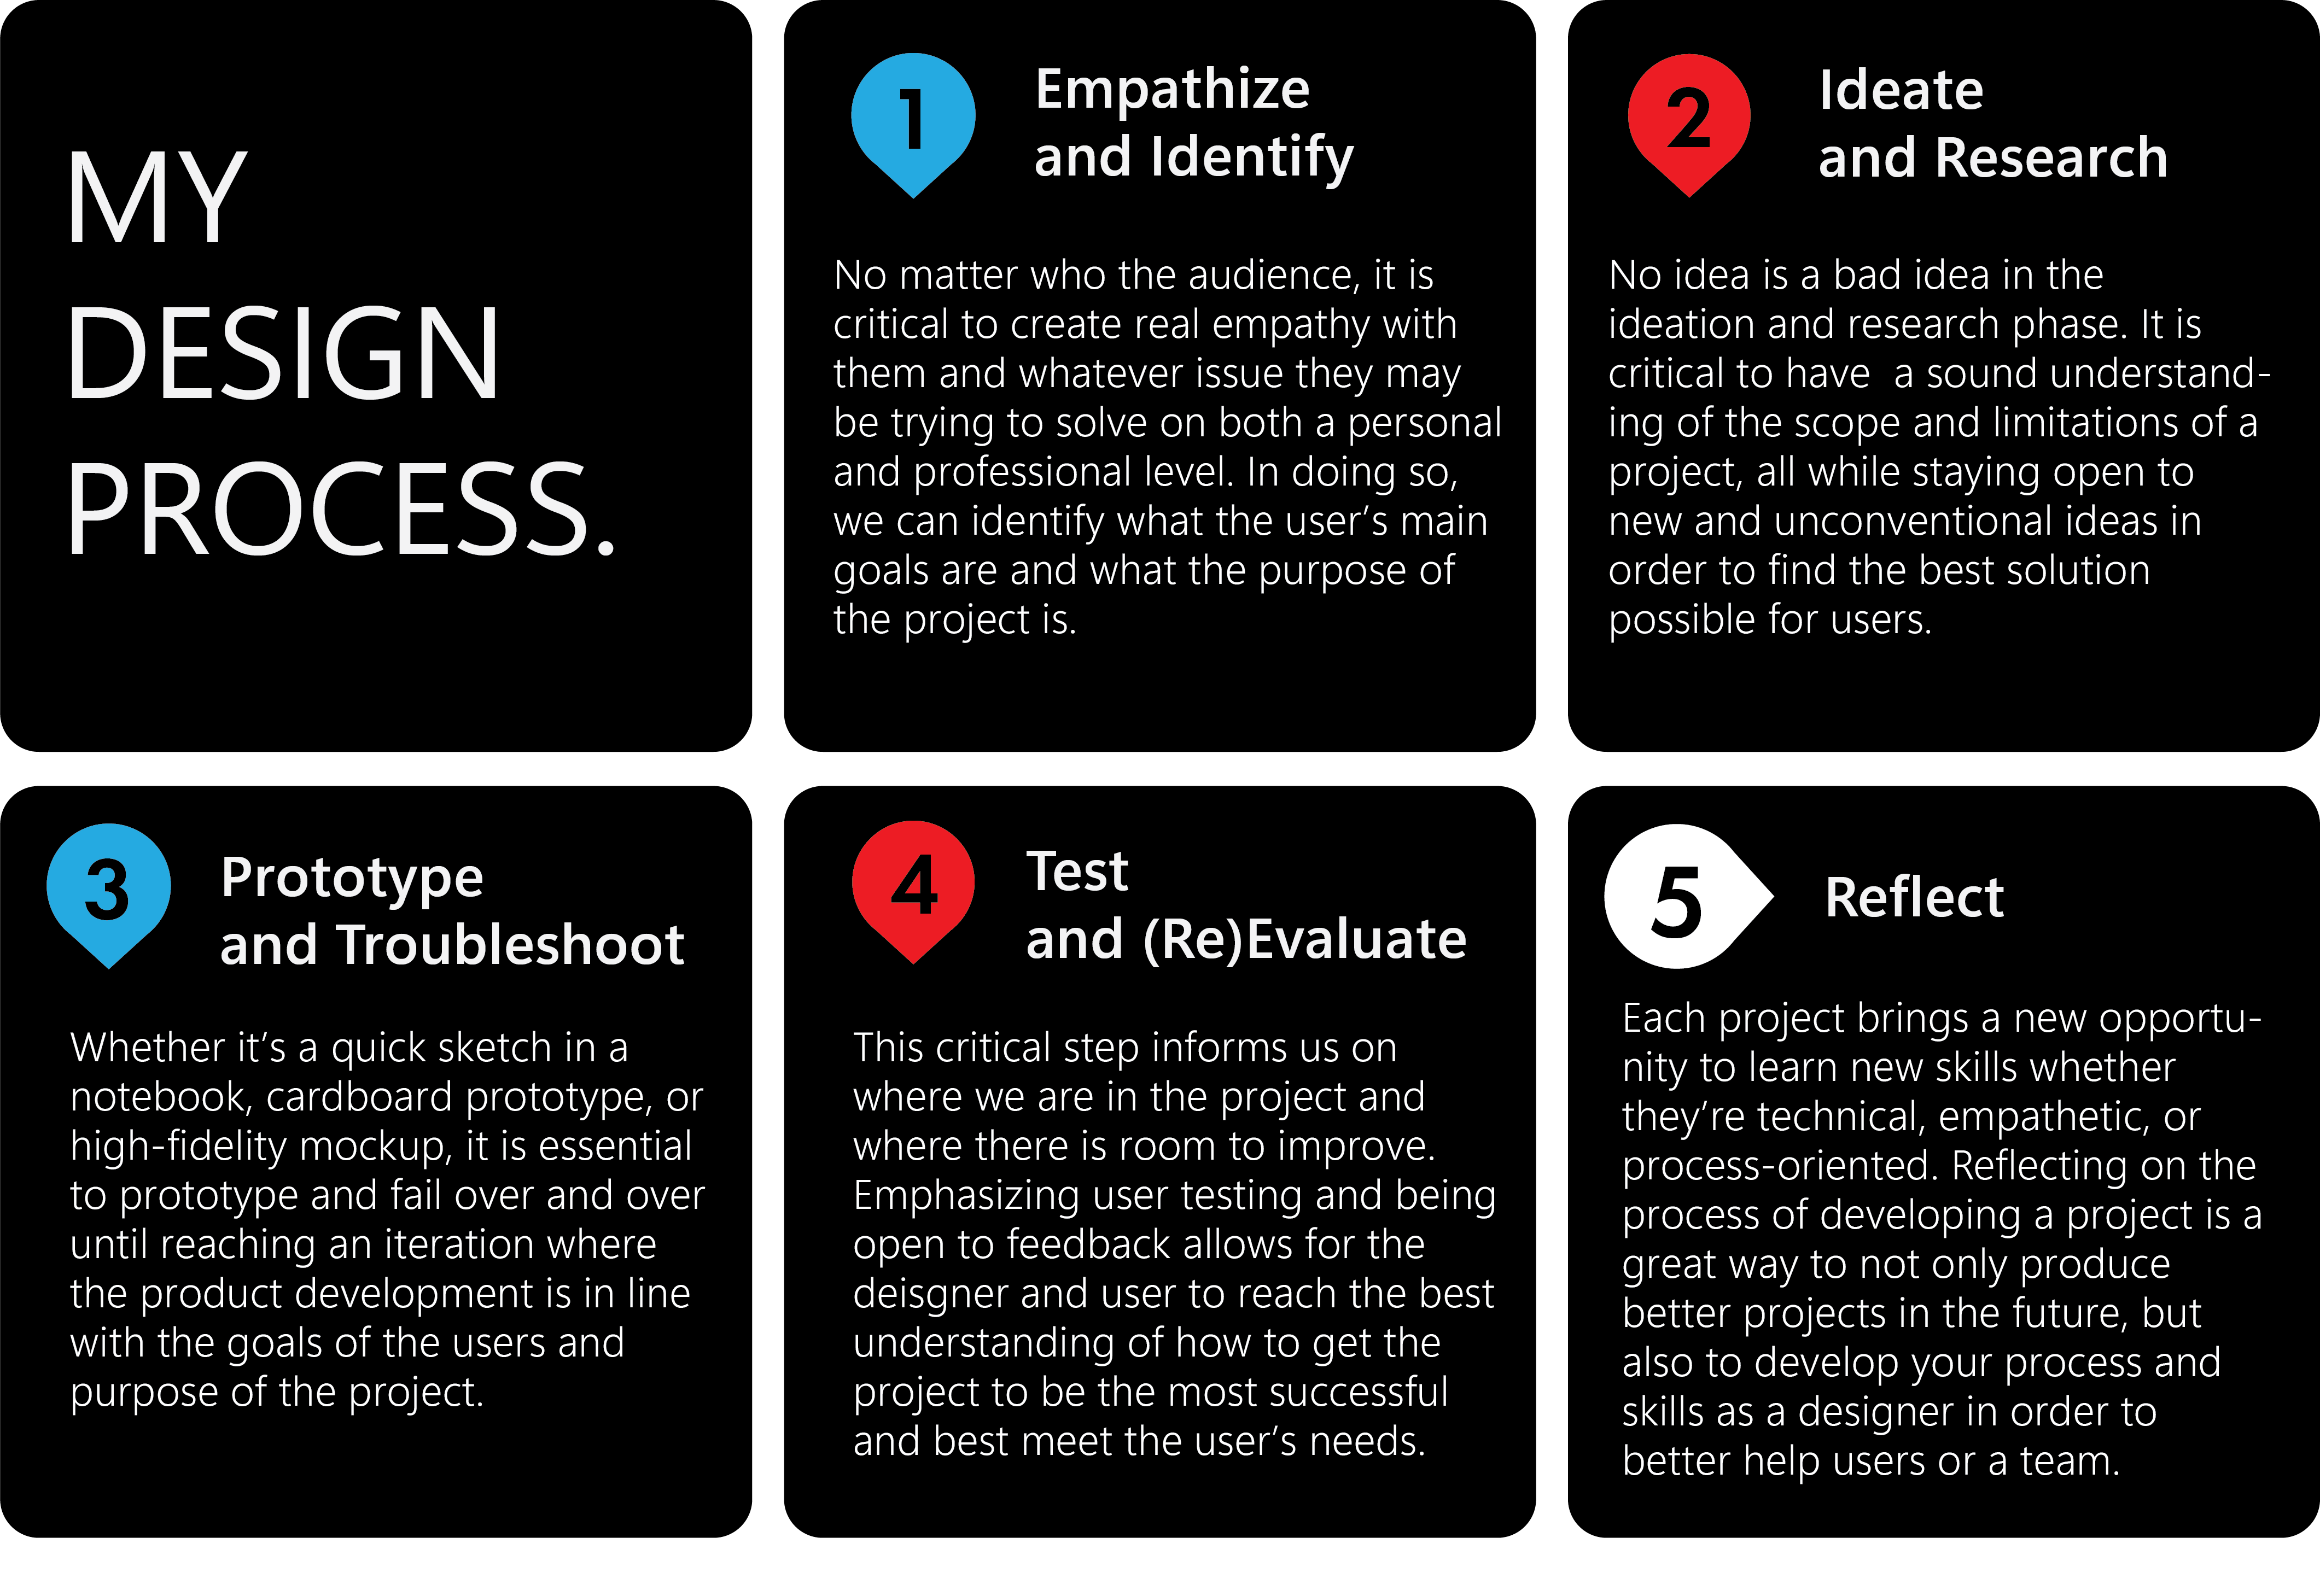 MY
DESIGN
PROCESS.
1
Empathize
and Identify
No matter who the audience, it is
critical to create real empathy with
them and whatever issue they may
be trying to solve on both a personal
and professional level. In doing so,
we can identify what the user’s main
goals are and what the purpose of
the project is.
2
Ideate
and Research
No idea is a bad idea in the
ideation and research phase. It is
critical to have  a sound understand-
ing of the scope and limitations of a
project, all while staying open to
new and unconventional ideas in
order to find the best solution
possible for users.
3
Prototype
and Troubleshoot
Whether it’s a quick sketch in a
notebook, cardboard prototype, or
high-fidelity mockup, it is essential
to prototype and fail over and over
until reaching an iteration where
the product development is in line
with the goals of the users and
purpose of the project.
4
Test
and (Re)Evaluate
This critical step informs us on
where we are in the project and
where there is room to improve.
Emphasizing user testing and being
open to feedback allows for the
deisgner and user to reach the best
understanding of how to get the
project to be the most successful
and best meet the user’s needs.
5
Reflect
Each project brings a new opportu-
nity to learn new skills whether
they’re technical, empathetic, or
process-oriented. Reflecting on the
process of developing a project is a
great way to not only produce
better projects in the future, but
also to develop your process and
skills as a designer in order to
better help users or a team.